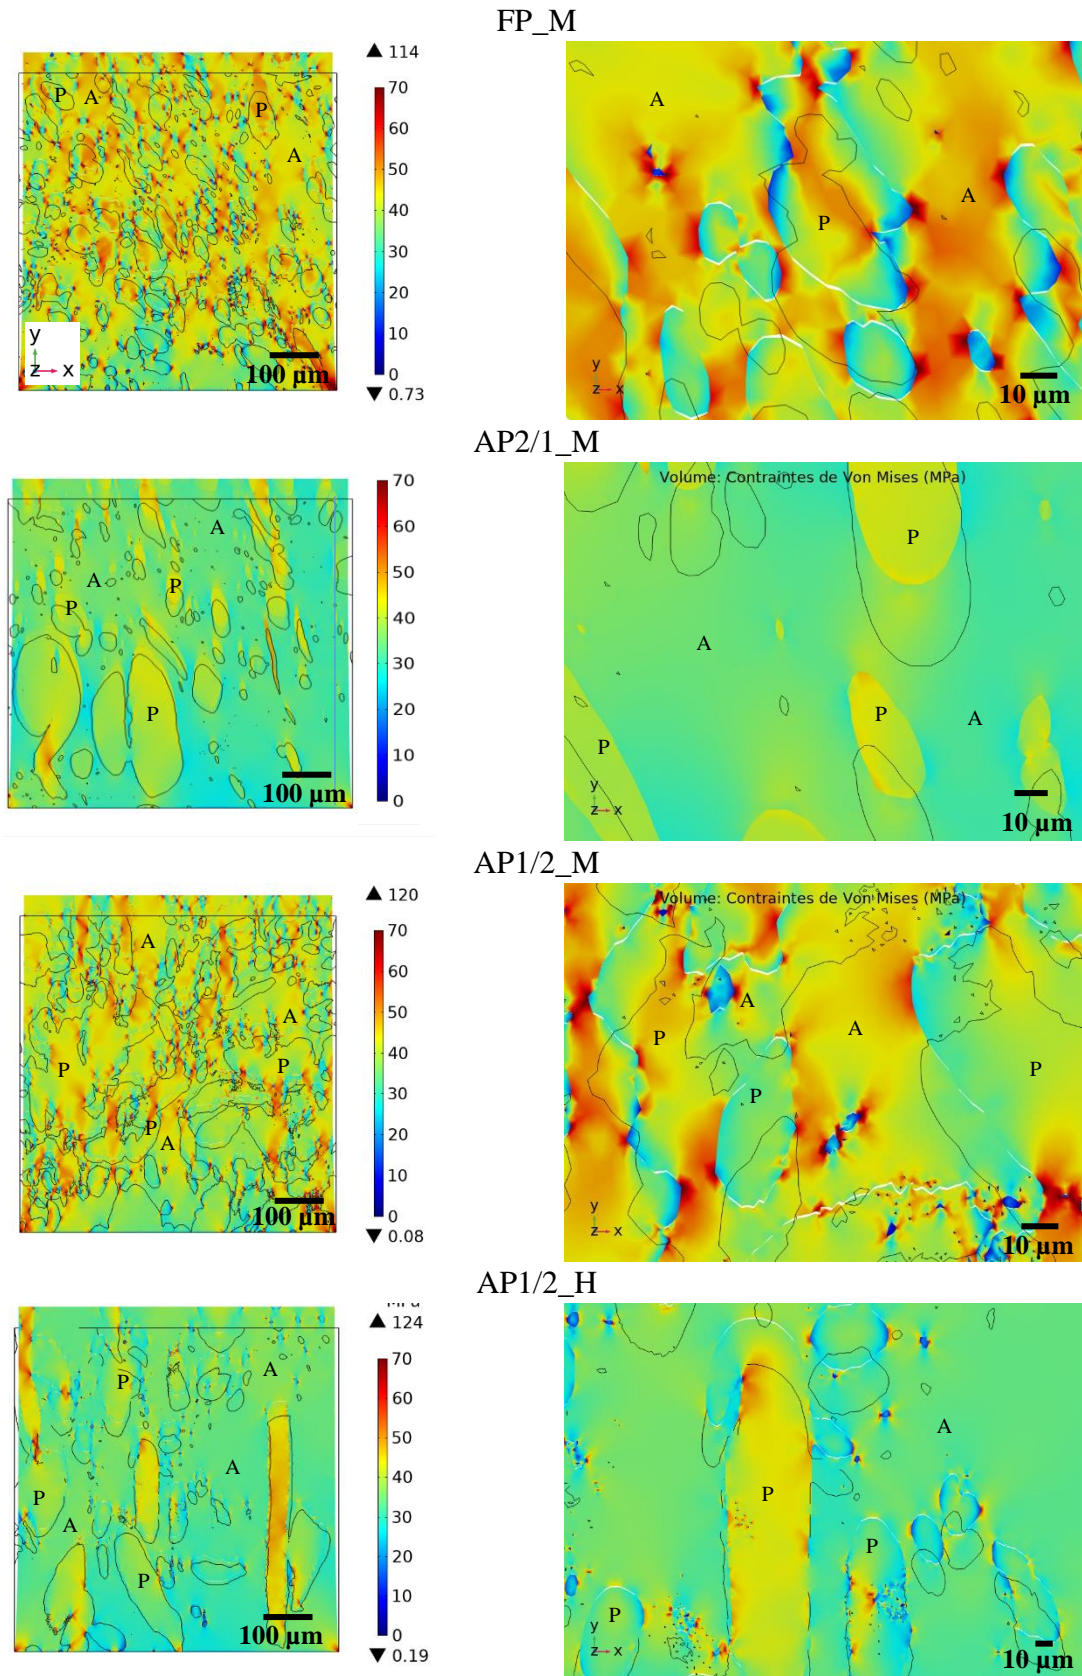 FP_M
▲ 114
70
60
50
40
30
20
10
0
▼ 0.73
P
A
P
A
y
z x
100 µm
A
P
A
y
z x
10 µm
AP2/1_M
70
60
50
40
30
20
10
0
A
A
P
P
P
100 µm
Volume: Contraintes de Von Mises (MPa)
P
A
P
A
P
y
z x
10 µm
AP1/2_M
▲ 120
70
60
50
40
30
20
10
0
▼ 0.08
A
A
P
P
P
A
100 µm
Volume: Contraintes de Von Mises (MPa)
A
A
P
P
P
y
z x
10 µm
AP1/2_H
▲ 124
70
60
50
40
30
20
10
0
▼ 0.19
P
A
A
P
A
P
100 µm
A
P
P
P
y
z x
10 µm